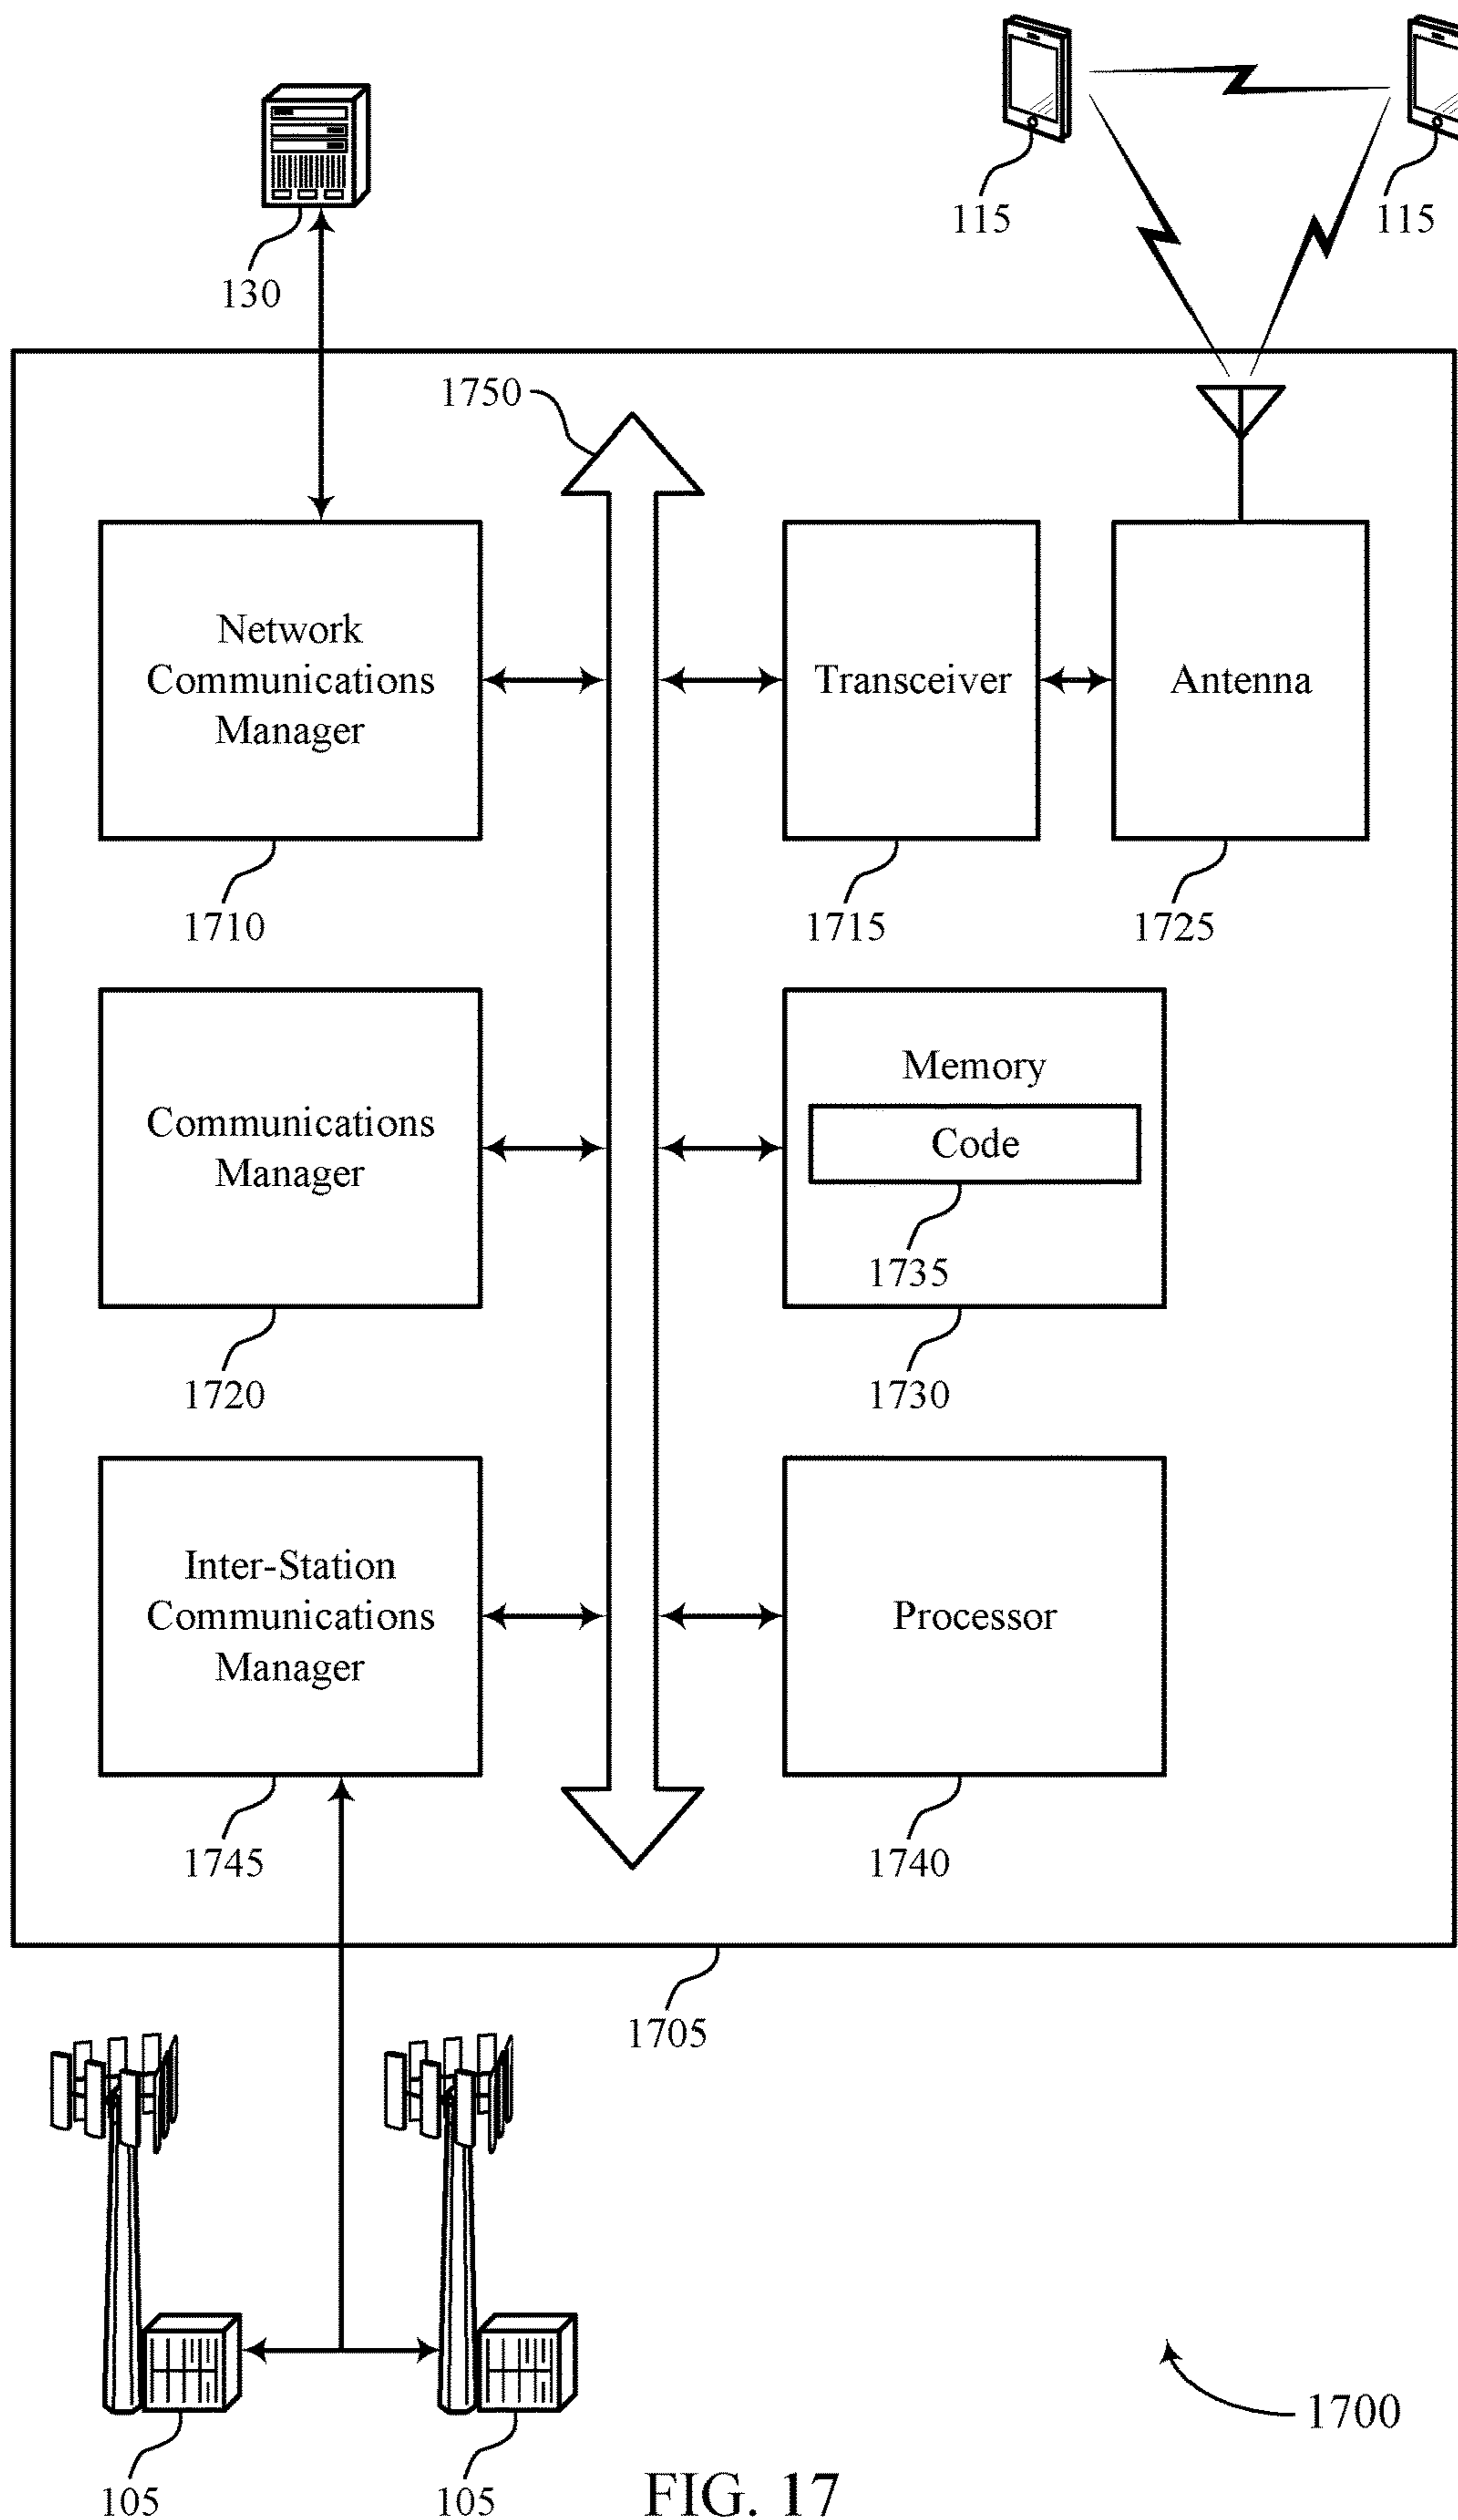 115
115
130
1750
Network
Communications
Manager
Transceiver
Antenna
1710
1715
1725
Communications
Manager
Memory
Code
1735
1720
1730
Inter-Station
Communications
Manager
Processor
1745
1740
1705
1700
105
105
FIG. 17